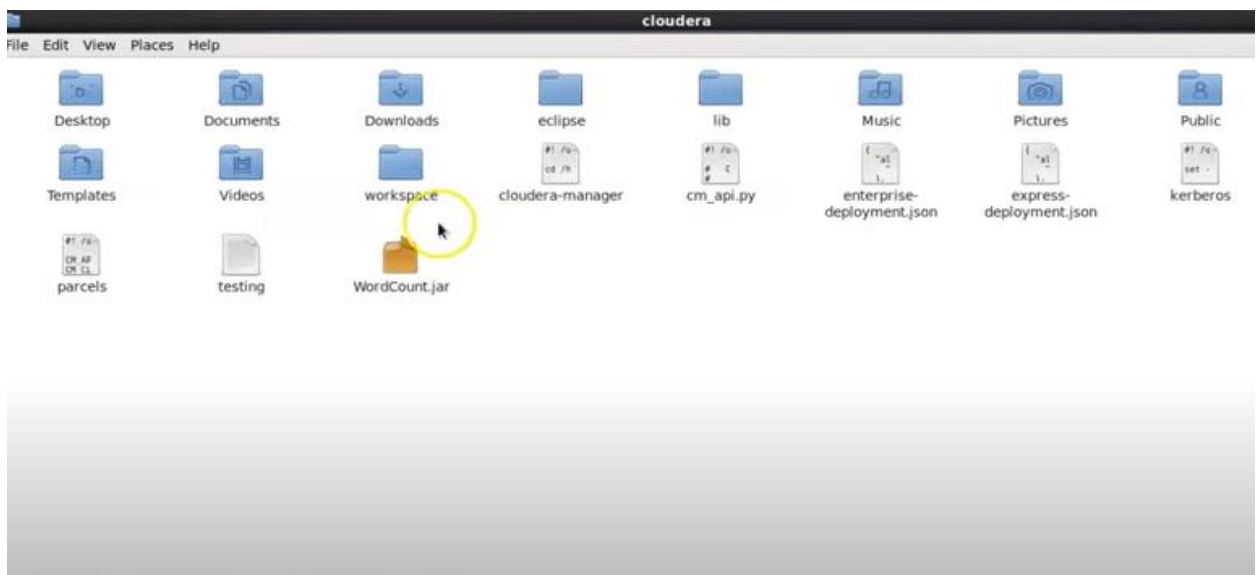 cloudera
File Edit View Places Help
Desktop Documents Downloads eclipse lib Music Pictures Public
Templates Videos workspace cloudera-manager cm_api.py enterprise-deployment.json express-deployment.json kerberos
parcels testing WordCount.jar